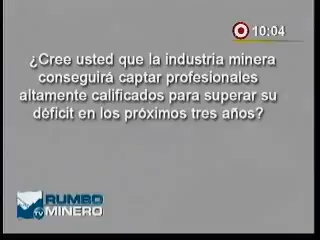 10:04
¿Cree usted que la industria minera
conseguirá captar profesionales
altamente calificados para superar su
déficit en los próximos tres años?
RUMBO
TV MINERO